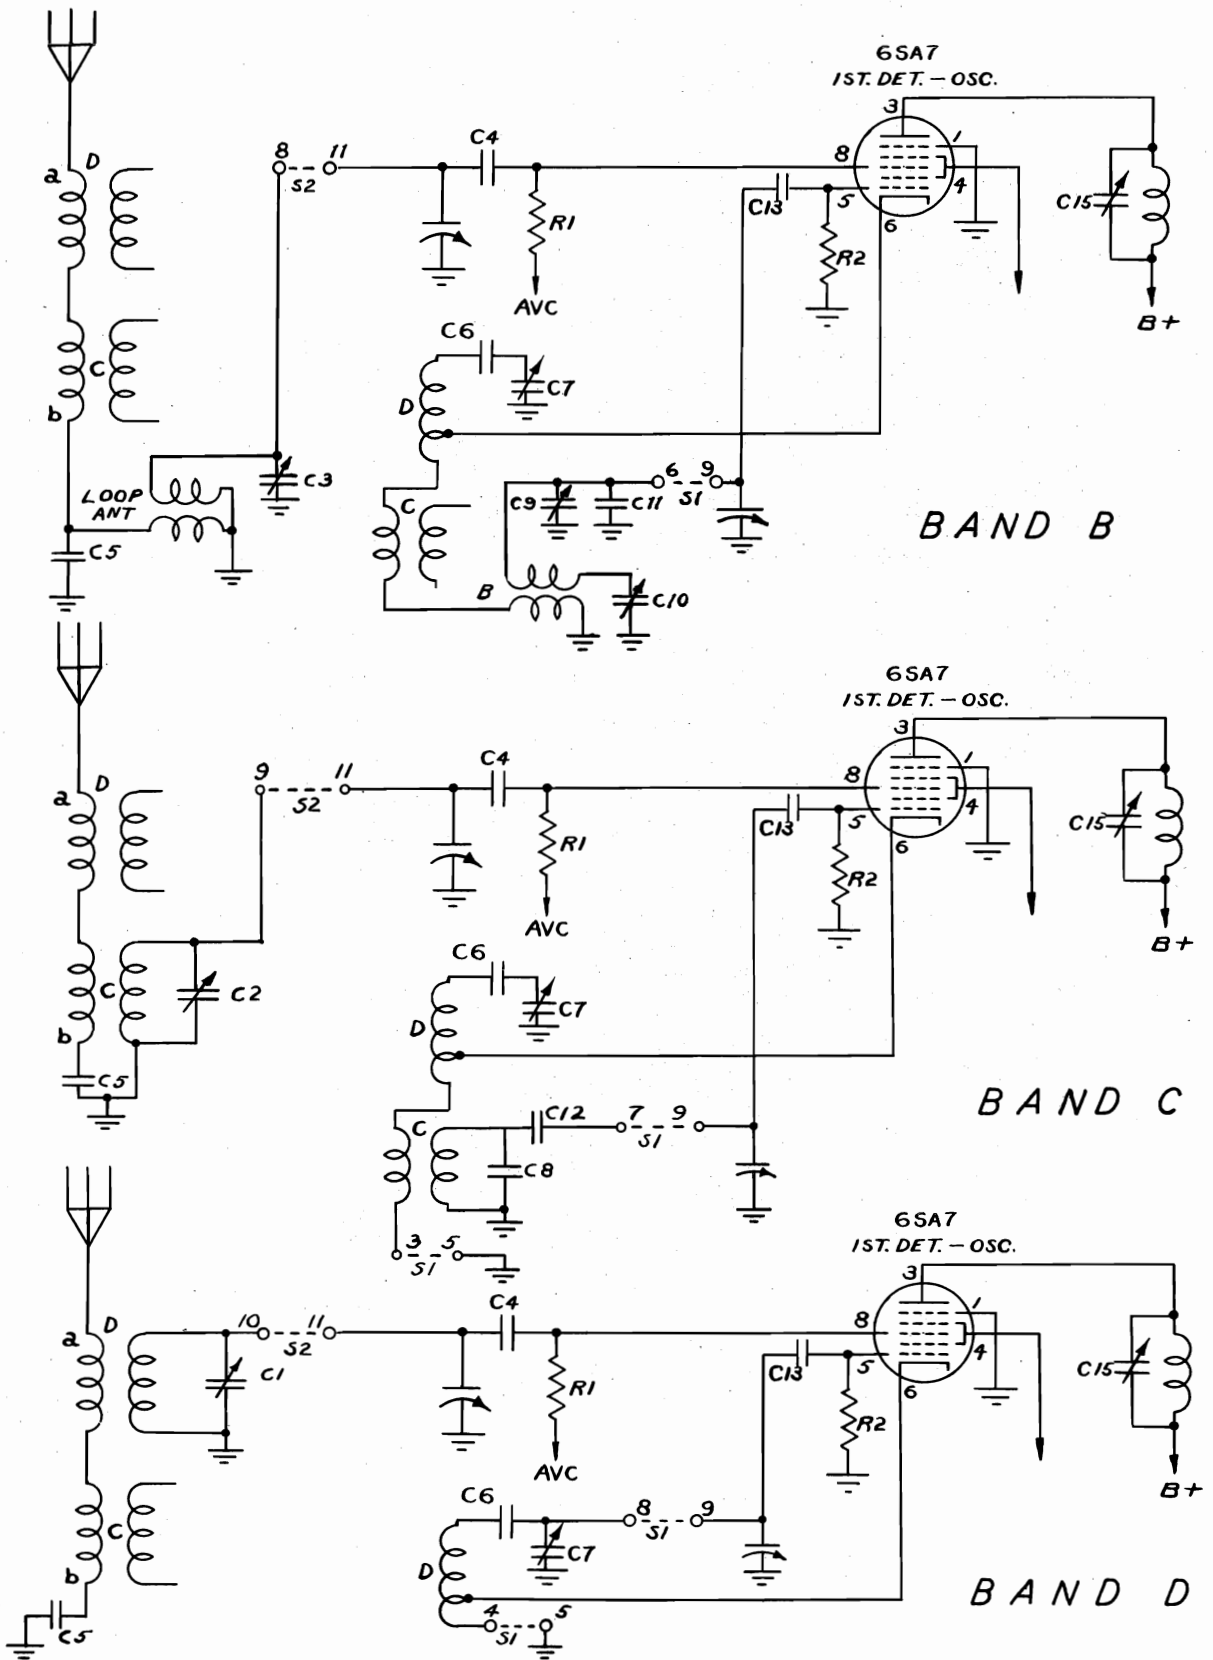 6SA7
1ST. DET. – OSC.
3
1
8
5
4
6
C4
8 11
S2
R1
AVC
C13
R2
C15
B+
D
a
C
b
C6
C7
D
LOOP
ANT
C3
C5
C
C9
C11
6 9
S1
B
C10
BAND B
6SA7
1ST. DET. – OSC.
3
1
8
5
4
6
C4
9 11
S2
R1
AVC
C13
R2
C15
B+
D
a
C
b
C2
C5
C6
C7
D
C12
7 9
S1
C
C8
3 5
S1
BAND C
6SA7
1ST. DET. – OSC.
3
1
8
5
4
6
C4
10 11
S2
R1
AVC
C13
R2
C15
B+
D
a
C1
C
b
C5
C6
C7
8 9
S1
D
4 5
S1
BAND D